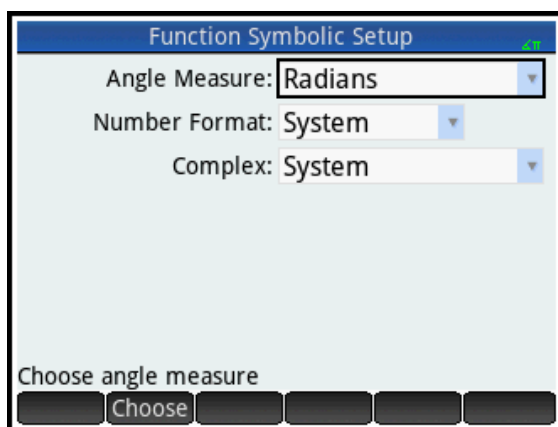 Function Symbolic Setup
∡π
Angle Measure: Radians
Number Format: System
Complex: System
Choose angle measure
Choose